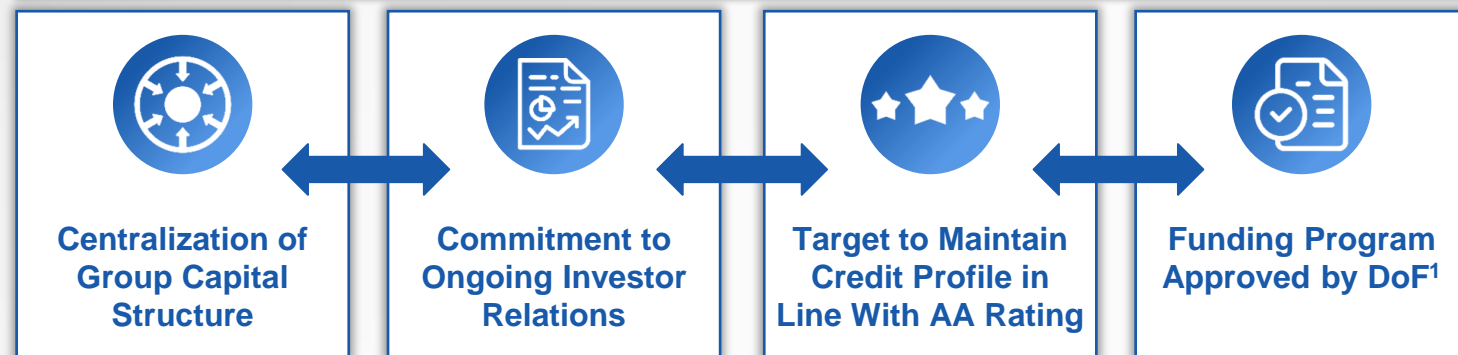 Centralization of
Group Capital
Structure
Commitment to
Ongoing Investor
Relations
Target to Maintain
Credit Profile in
Line With AA Rating
Funding Program
Approved by DoF¹